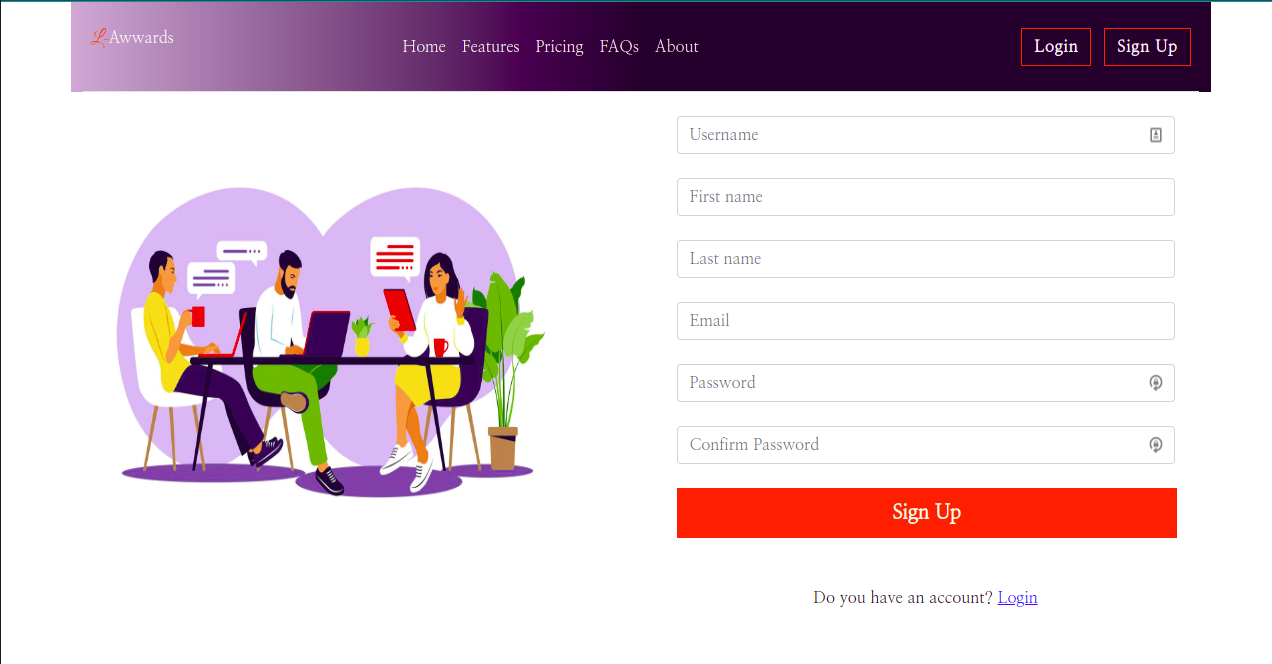 L-Awwards
Home Features Pricing FAQs About
Login Sign Up
Username
First name
Last name
Email
Password
Confirm Password
Sign Up
Do you have an account? Login